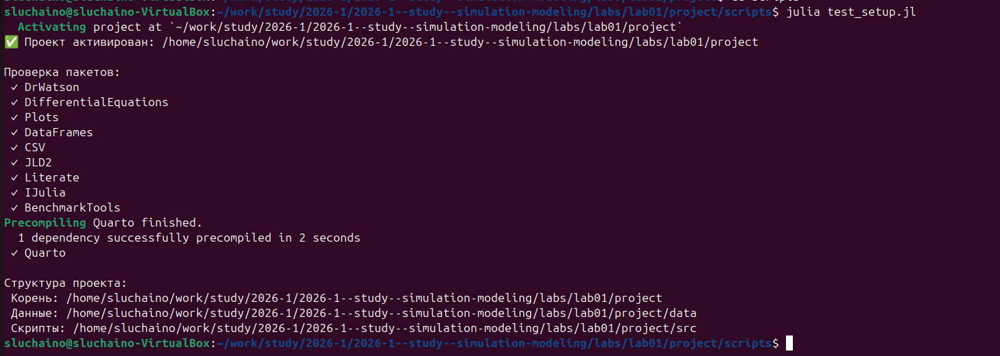 sluchaino@sluchaino-VirtualBox:~/work/study/2026-1/2026-1--study--simulation-modeling/labs/lab01/project/scripts$ julia test_setup.jl
Activating project at `~/work/study/2026-1/2026-1--study--simulation-modeling/labs/lab01/project`
✅ Проект активирован: /home/sluchaino/work/study/2026-1/2026-1--study--simulation-modeling/labs/lab01/project
Проверка пакетов:
✓ DrWatson
✓ DifferentialEquations
✓ Plots
✓ DataFrames
✓ CSV
✓ JLD2
✓ Literate
✓ IJulia
✓ BenchmarkTools
Precompiling Quarto finished.
1 dependency successfully precompiled in 2 seconds
✓ Quarto
Структура проекта:
Корень: /home/sluchaino/work/study/2026-1/2026-1--study--simulation-modeling/labs/lab01/project
Данные: /home/sluchaino/work/study/2026-1/2026-1--study--simulation-modeling/labs/lab01/project/data
Скрипты: /home/sluchaino/work/study/2026-1/2026-1--study--simulation-modeling/labs/lab01/project/src
sluchaino@sluchaino-VirtualBox:~/work/study/2026-1/2026-1--study--simulation-modeling/labs/lab01/project/scripts$